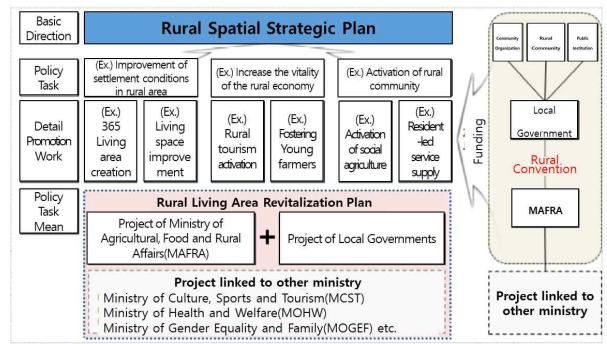 Basic
Direction
Rural Spatial Strategic Plan
Policy
Task
(Ex.) Improvement of
settlement conditions
in rural area
(Ex.) Increase the vitality
of the rural economy
(Ex.) Activation of rural
community
Detail
Promotion
Work
(Ex.)
365
Living
area
creation
(Ex.)
Living
space
improve
ment
(Ex.)
Rural
tourism
activation
(Ex.)
Fostering
Young
farmers
(Ex.)
Activation
of social
agriculture
(Ex.)
Resident
-led
service
supply
Policy
Task
Mean
Rural Living Area Revitalization Plan
Project of Ministry of
Agricultural, Food and Rural
Affairs(MAFRA)
+
Project of Local Governments
Project linked to other ministry
Ministry of Culture, Sports and Tourism(MCST)
Ministry of Health and Welfare(MOHW)
Ministry of Gender Equality and Family(MOGEF) etc.
Funding
Community
Organization
Rural
Community
Public
Institution
Local
Government
Rural
Convention
MAFRA
Project linked to
other ministry